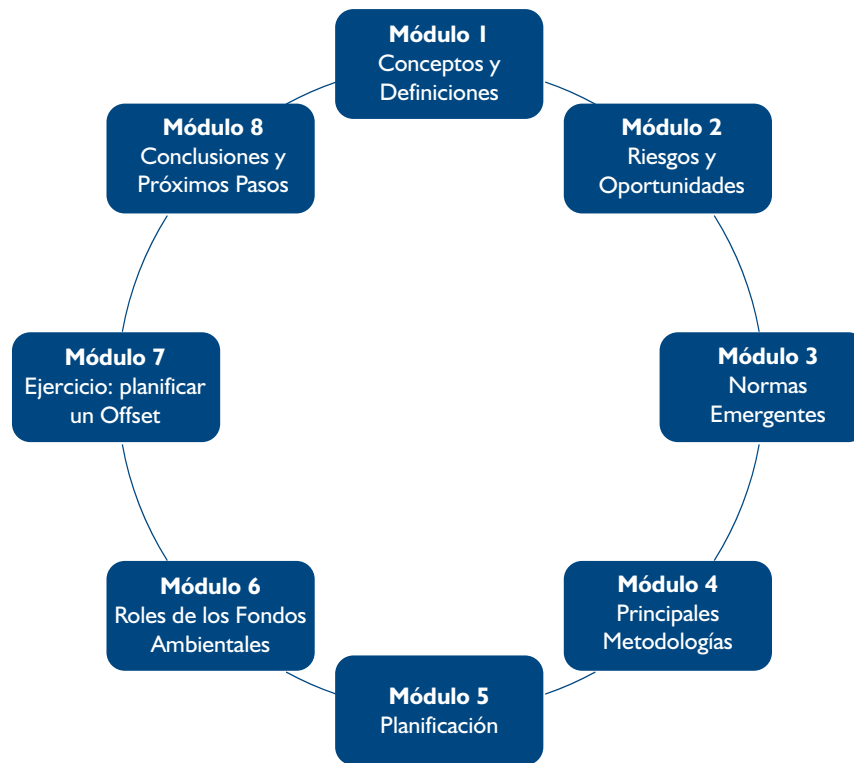 Módulo 1
Conceptos y
Definiciones
Módulo 2
Riesgos y
Oportunidades
Módulo 3
Normas
Emergentes
Módulo 4
Principales
Metodologías
Módulo 5
Planificación
Módulo 6
Roles de los Fondos
Ambientales
Módulo 7
Ejercicio: planificar
un Offset
Módulo 8
Conclusiones y
Próximos Pasos